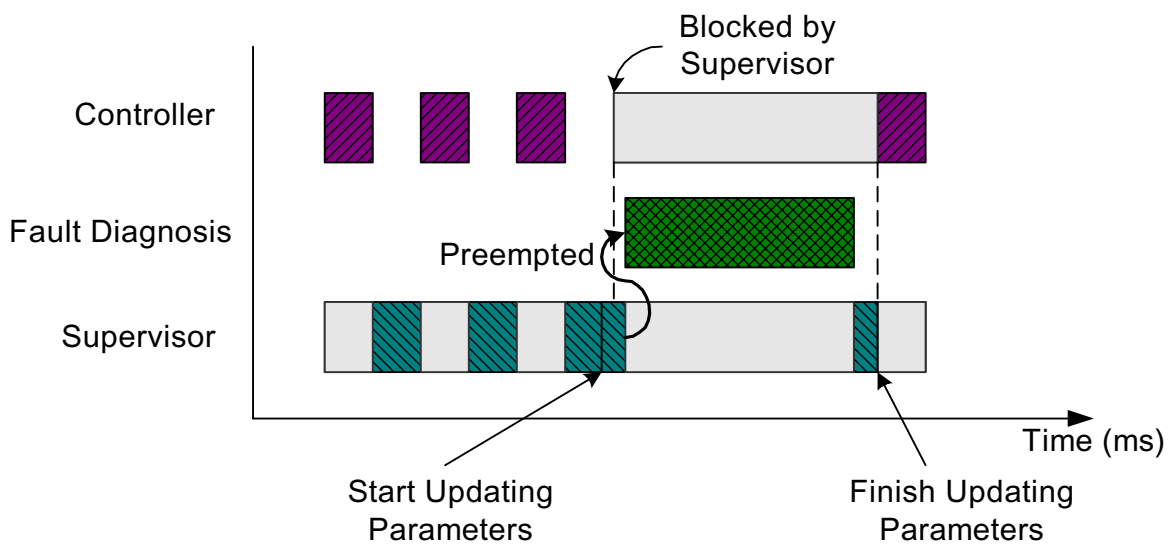 Blocked by
Supervisor
Controller
Fault Diagnosis
Preempted
Supervisor
Time (ms)
Start Updating
Parameters
Finish Updating
Parameters